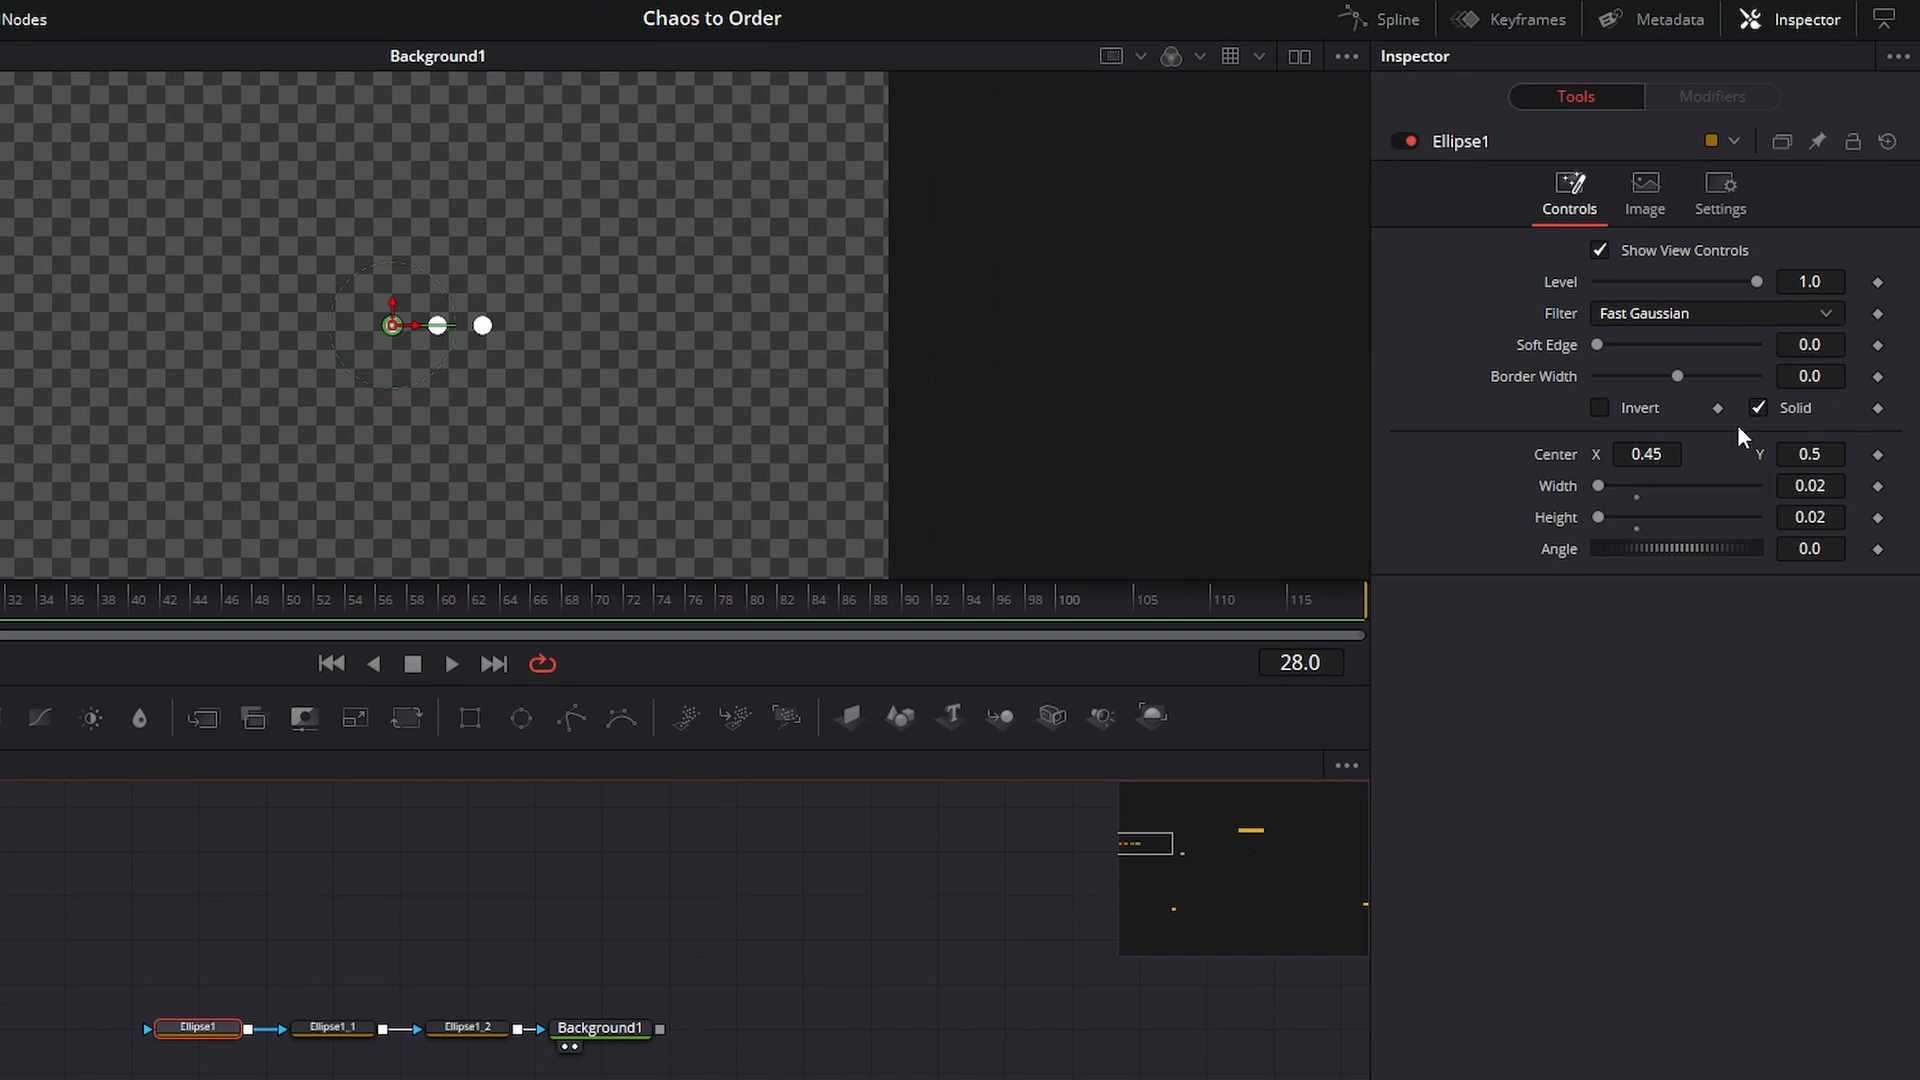 Nodes
Chaos to Order
Spline
Keyframes
Metadata
Inspector
Background1
Inspector
Tools
Modifiers
Ellipse1
Controls
Image
Settings
Show View Controls
Level 1.0
Filter Fast Gaussian
Soft Edge 0.0
Border Width 0.0
Invert Solid
Center X 0.45 Y 0.5
Width 0.02
Height 0.02
Angle 0.0
32 34 36 38 40 42 44 46 48 50 52 54 56 58 60 62 64 66 68 70 72 74 76 78 80 82 84 86 88 90 92 94 96 98 100 105 110 115
28.0
Ellipse1
Ellipse1_1
Ellipse1_2
Background1